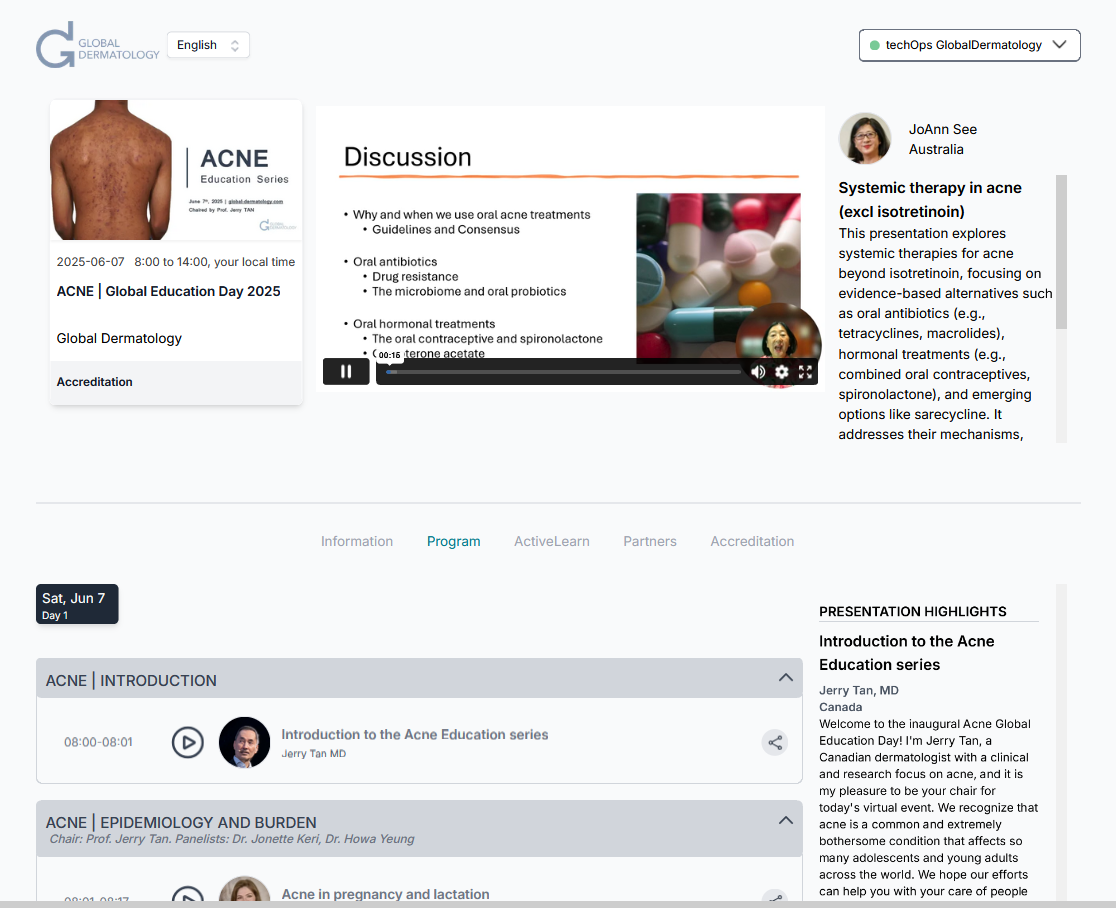 GLOBAL
DERMATOLOGY
English
techOps GlobalDermatology
ACNE
Education Series
June 7th, 2025 | global-dermatology.com
Chaired by Prof. Jerry TAN
GLOBAL
DERMATOLOGY
2025-06-07 8:00 to 14:00, your local time
ACNE | Global Education Day 2025
Global Dermatology
Accreditation
Discussion
• Why and when we use oral acne treatments
• Guidelines and Consensus
• Oral antibiotics
• Drug resistance
• The microbiome and oral probiotics
• Oral hormonal treatments
• The oral contraceptive and spironolactone
• C terone acetate
00:16
JoAnn See
Australia
Systemic therapy in acne
(excl isotretinoin)
This presentation explores
systemic therapies for acne
beyond isotretinoin, focusing on
evidence-based alternatives such
as oral antibiotics (e.g.,
tetracyclines, macrolides),
hormonal treatments (e.g.,
combined oral contraceptives,
spironolactone), and emerging
options like sarecycline. It
addresses their mechanisms,
Information
Program
ActiveLearn
Partners
Accreditation
Sat, Jun 7
Day 1
ACNE | INTRODUCTION
08:00-08:01
Introduction to the Acne Education series
Jerry Tan MD
ACNE | EPIDEMIOLOGY AND BURDEN
Chair: Prof. Jerry Tan. Panelists: Dr. Jonette Keri, Dr. Howa Yeung
08:01-08:17
Acne in pregnancy and lactation
PRESENTATION HIGHLIGHTS
Introduction to the Acne
Education series
Jerry Tan, MD
Canada
Welcome to the inaugural Acne Global
Education Day! I'm Jerry Tan, a
Canadian dermatologist with a clinical
and research focus on acne, and it is
my pleasure to be your chair for
today's virtual event. We recognize that
acne is a common and extremely
bothersome condition that affects so
many adolescents and young adults
across the world. We hope our efforts
can help you with your care of people